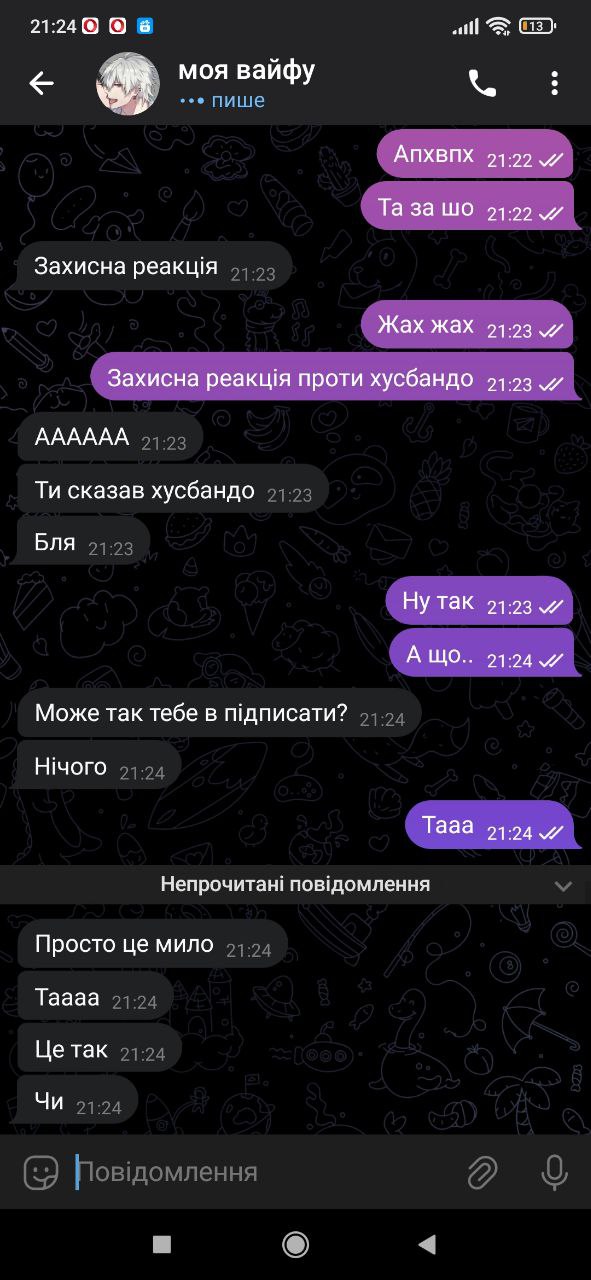 21:24
13
моя вайфу
пише
Апхвпх 21:22
Та за шо 21:22
Захисна реакція 21:23
Жах жах 21:23
Захисна реакція проти хусбандо 21:23
АААААА 21:23
Ти сказав хусбандо 21:23
Бля 21:23
Ну так 21:23
А що.. 21:24
Може так тебе в підписати? 21:24
Нічого 21:24
Тааа 21:24
Непрочитані повідомлення
Просто це мило 21:24
Таааа 21:24
Це так 21:24
Чи 21:24
Повідомлення